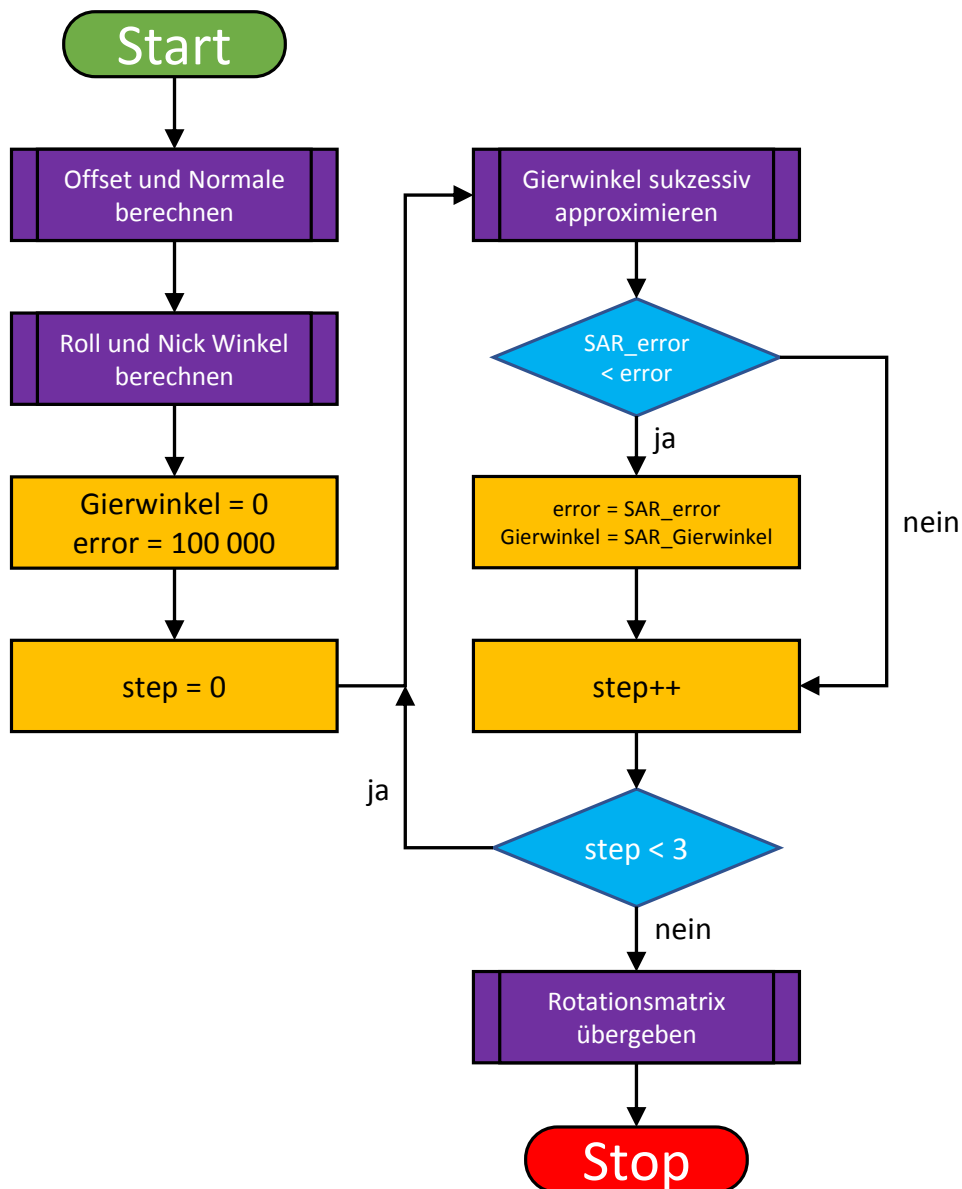 Start
Offset und Normale
berechnen
Roll und Nick Winkel
berechnen
Gierwinkel = 0
error = 100 000
step = 0
Gierwinkel sukzessiv
approximieren
SAR_error
< error
ja
nein
error = SAR_error
Gierwinkel = SAR_Gierwinkel
step++
ja
step < 3
nein
Rotationsmatrix
übergeben
Stop